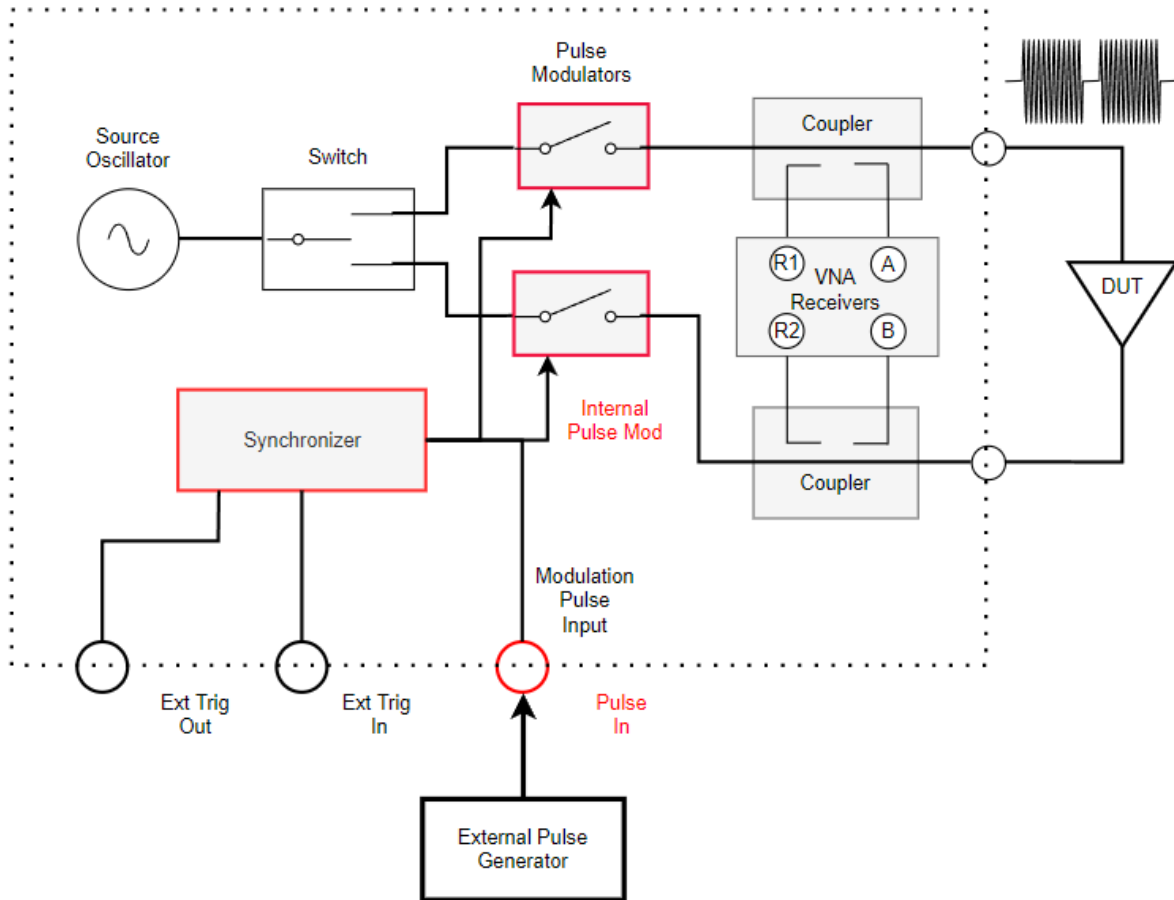 Pulse
Modulators
Coupler
Source
Oscillator
Switch
R1
A
VNA
Receivers
R2
B
DUT
Internal
Pulse Mod
Synchronizer
Coupler
Modulation
Pulse
Input
Ext Trig
Out
Ext Trig
In
Pulse
In
External Pulse
Generator